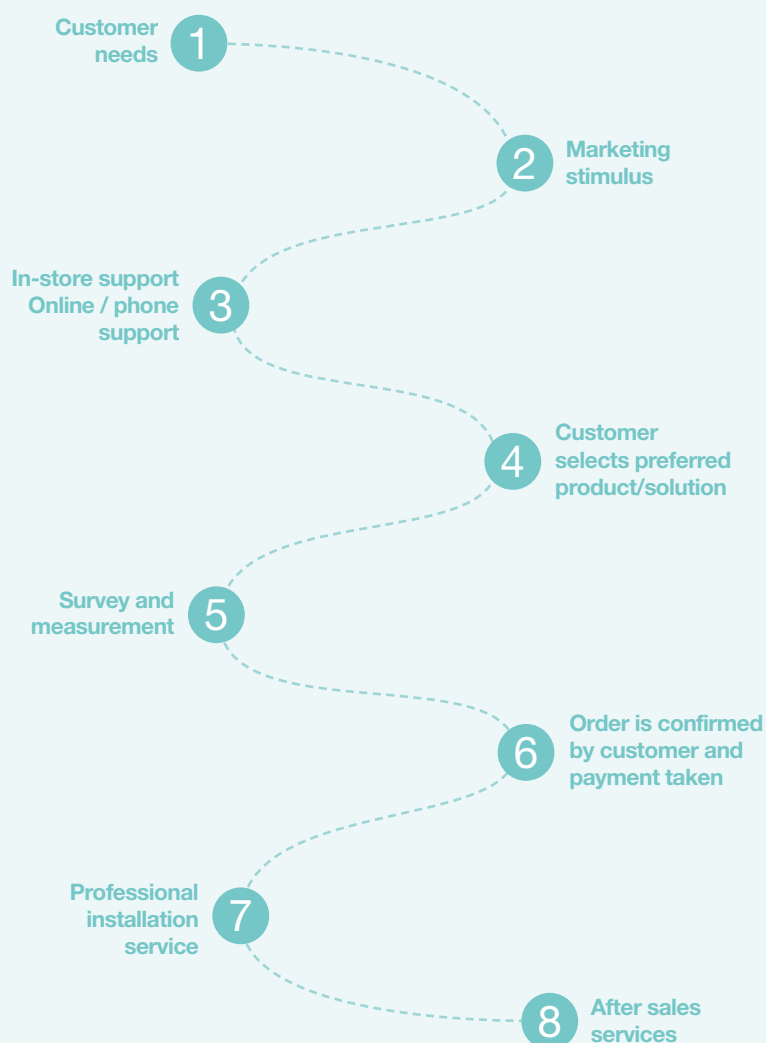 Customer
needs
1
2
Marketing
stimulus
In-store support
Online / phone
support
3
4
Customer
selects preferred
product/solution
Survey and
measurement
5
6
Order is confirmed
by customer and
payment taken
Professional
installation
service
7
8
After sales
services